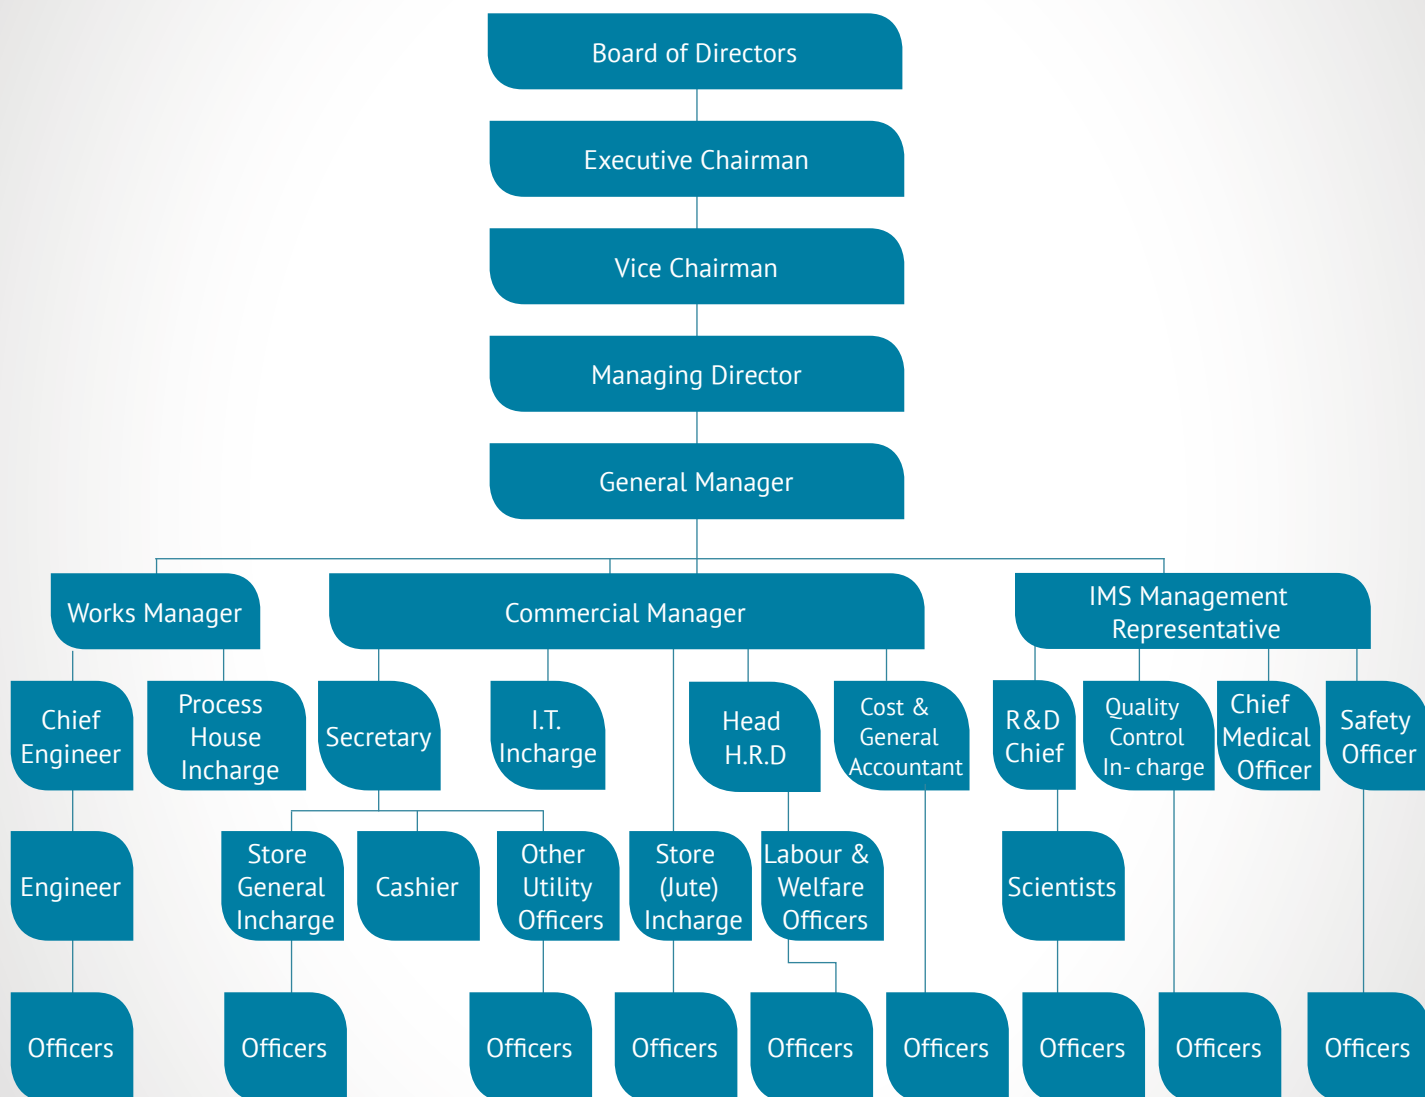 Board of Directors
Executive Chairman
Vice Chairman
Managing Director
General Manager
Works Manager
Commercial Manager
IMS Management
Representative
Chief
Engineer
Process
House
Incharge
Secretary
I.T.
Incharge
Head
H.R.D
Cost &
General
Accountant
R&D
Chief
Quality
Control
In- charge
Chief
Medical
Officer
Safety
Officer
Engineer
Store
General
Incharge
Cashier
Other
Utility
Officers
Store
(Jute)
Incharge
Labour &
Welfare
Officers
Scientists
Officers
Officers
Officers
Officers
Officers
Officers
Officers
Officers
Officers